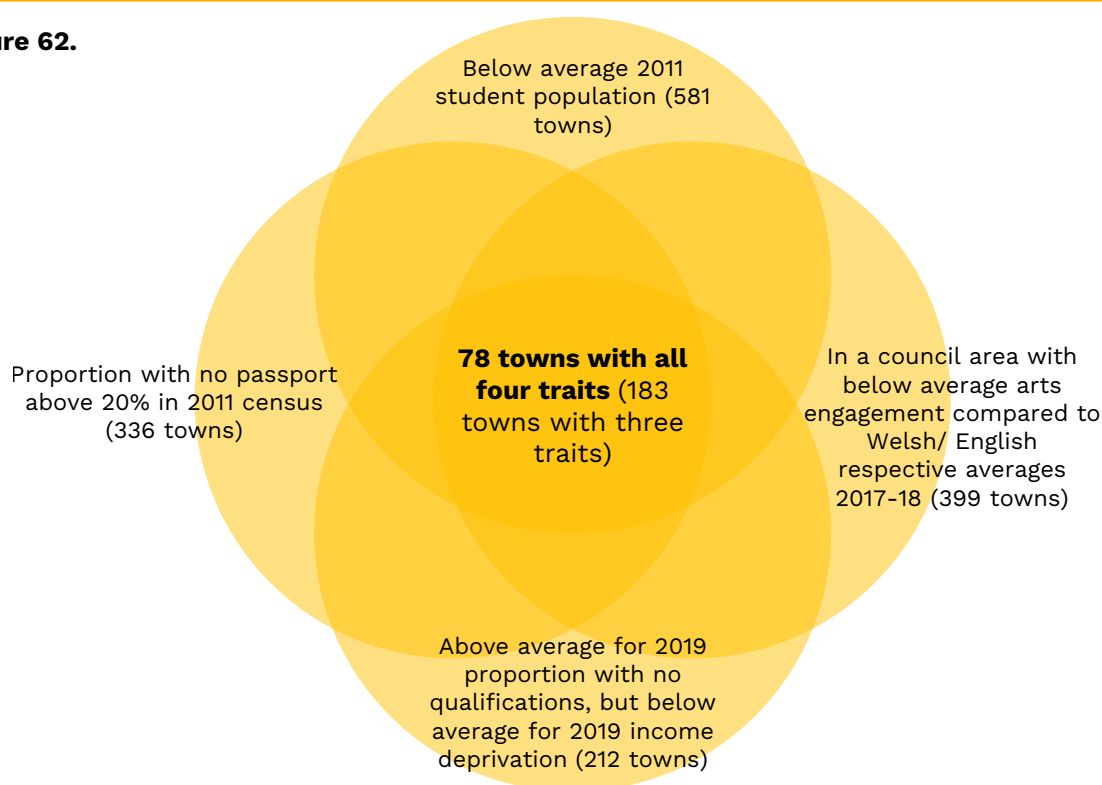 re 62.
Below average 2011
student population (581
towns)
Proportion with no passport
above 20% in 2011 census
(336 towns)
78 towns with all
four traits (183
towns with three
traits)
In a council area with
below average arts
engagement compared to
Welsh/ English
respective averages
2017-18 (399 towns)
Above average for 2019
proportion with no
qualifications, but below
average for 2019 income
deprivation (212 towns)